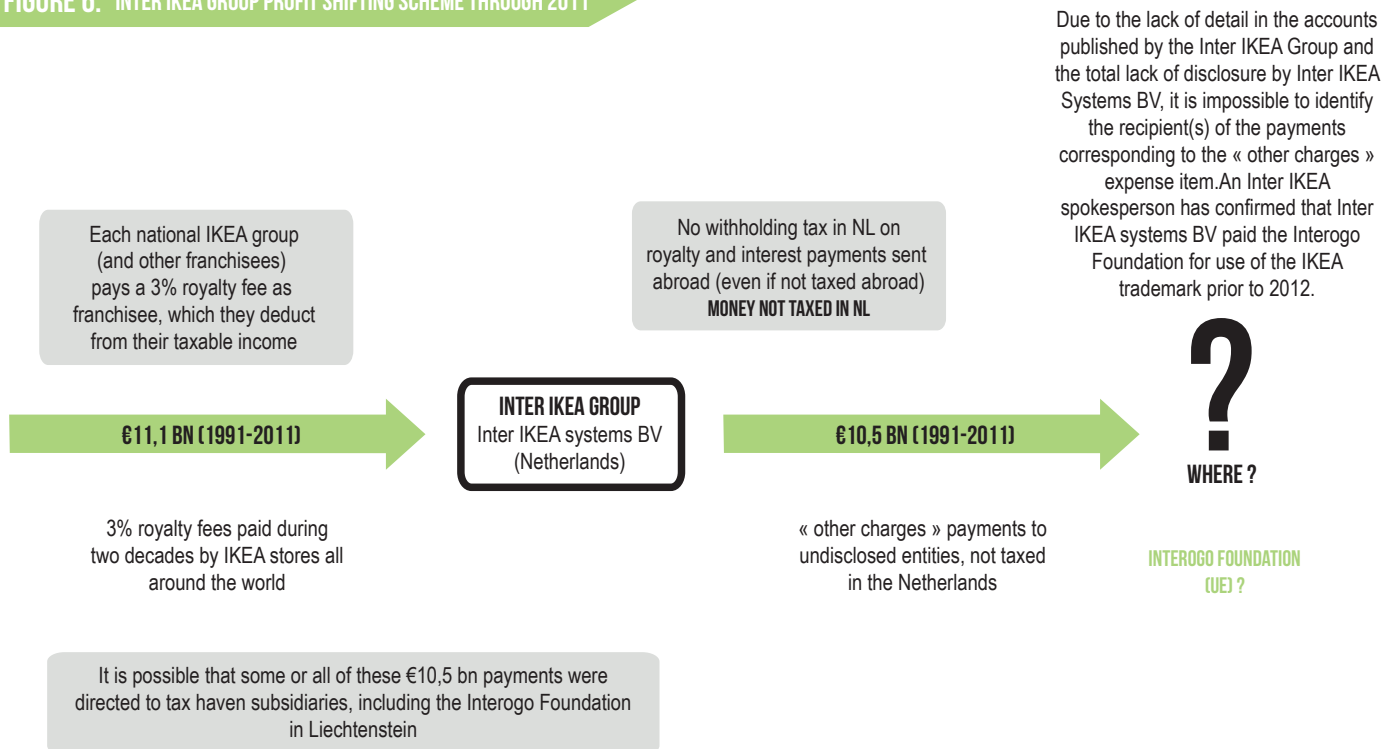 INTER IKEA GROUP PROFIT SHIFTING SCHEME THROUGH 2011
Due to the lack of detail in the accounts
published by the Inter IKEA Group and
the total lack of disclosure by Inter IKEA
Systems BV, it is impossible to identify
the recipient(s) of the payments
corresponding to the « other charges »
expense item.An Inter IKEA
spokesperson has confirmed that Inter
IKEA systems BV paid the Interogo
Foundation for use of the IKEA
trademark prior to 2012.
Each national IKEA group
(and other franchisees)
pays a 3% royalty fee as
franchisee, which they deduct
from their taxable income
No withholding tax in NL on
royalty and interest payments sent
abroad (even if not taxed abroad)
MONEY NOT TAXED IN NL
€11,1 BN (1991-2011)
INTER IKEA GROUP
Inter IKEA systems BV
(Netherlands)
€10,5 BN (1991-2011)
?
WHERE ?
3% royalty fees paid during
two decades by IKEA stores all
around the world
« other charges » payments to
undisclosed entities, not taxed
in the Netherlands
INTEROGO FOUNDATION
(UE) ?
It is possible that some or all of these €10,5 bn payments were
directed to tax haven subsidiaries, including the Interogo Foundation
in Liechtenstein